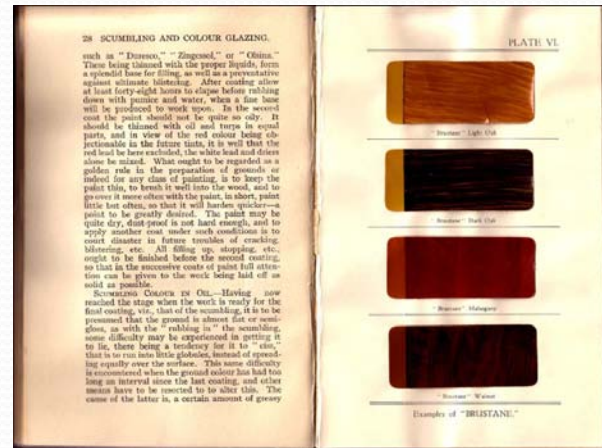 28 SCUMBLING AND COLOUR GLAZING.
such as "Duresco," "Zingessol," or "Olsina."
These being thinned with the proper liquids, form
a splendid base for filling, as well as a preventative
against ultimate blistering. After coating allow
at least forty-eight hours to elapse before rubbing
down with pumice and water, when a fine base
will be produced to work upon. In the second
coat the paint should not be quite so oily. It
should be thinned with oil and turps in equal
parts, and in view of the red colour being ob-
jectionable in the future tints, it is well that the
red lead be here excluded, the white lead and driers
alone be mixed. What ought to be regarded as a
golden rule in the preparation of grounds or
indeed for any class of painting, is to keep the
paint thin, to brush it well into the wood, and to
go over it more often with the paint, in short, paint
little but often, so that it will harden quicker—a
point to be greatly desired. The paint may be
quite dry, dust-proof is not hard enough, and to
apply another coat under such conditions is to
court disaster in future troubles of cracking,
blistering, etc. All filling up, stopping, etc.,
ought to be finished before the second coating,
so that in the successive coats of paint full atten-
tion can be given to the work being laid off as
solid as possible.
SCUMBLING COLOUR IN OIL.—Having now
reached the stage when the work is ready for the
final coating, viz., that of the scumbling, it is to be
presumed that the ground is almost flat or semi-
gloss, as with the "rubbing in" the scumbling,
some difficulty may be experienced in getting it
to lie, there being a tendency for it to "ciss,"
that is to run into little globules, instead of spread-
ing equally over the surface. This same difficulty
is encountered when the ground colour has had too
long an interval since the last coating, and other
means have to be resorted to to alter this. The
cause of the latter is, a certain amount of greasy
PLATE VI.
"Brustane" Light Oak
"Brustane" Dark Oak
"Brustane" Mahogany
"Brustane" Walnut
Examples of "BRUSTANE."